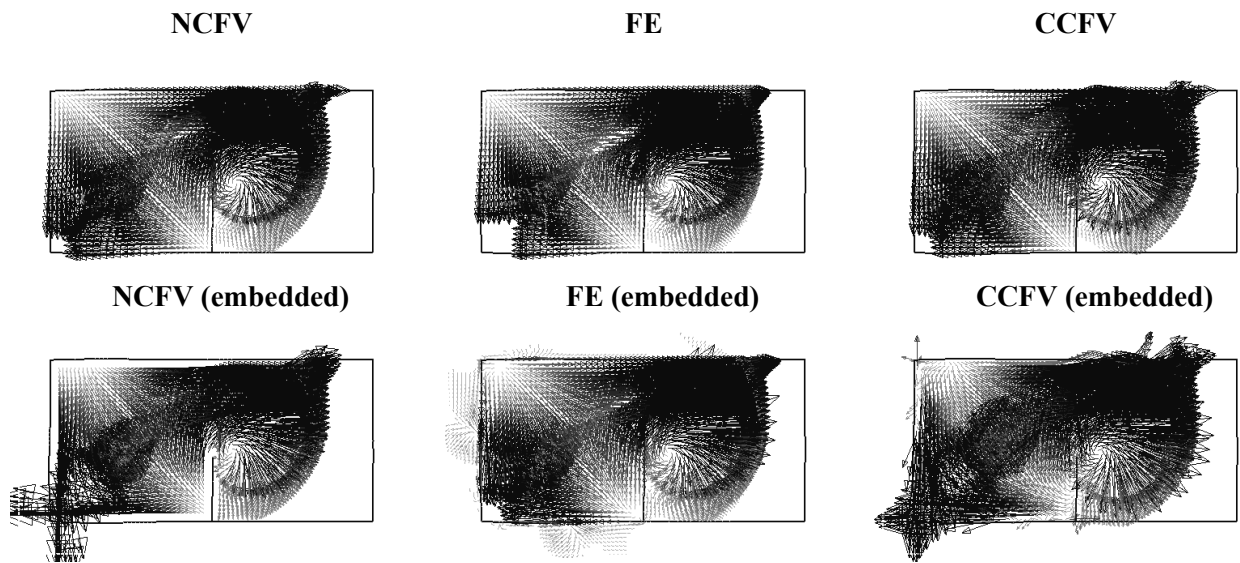 NCFV
FE
CCFV
NCFV (embedded)
FE (embedded)
CCFV (embedded)